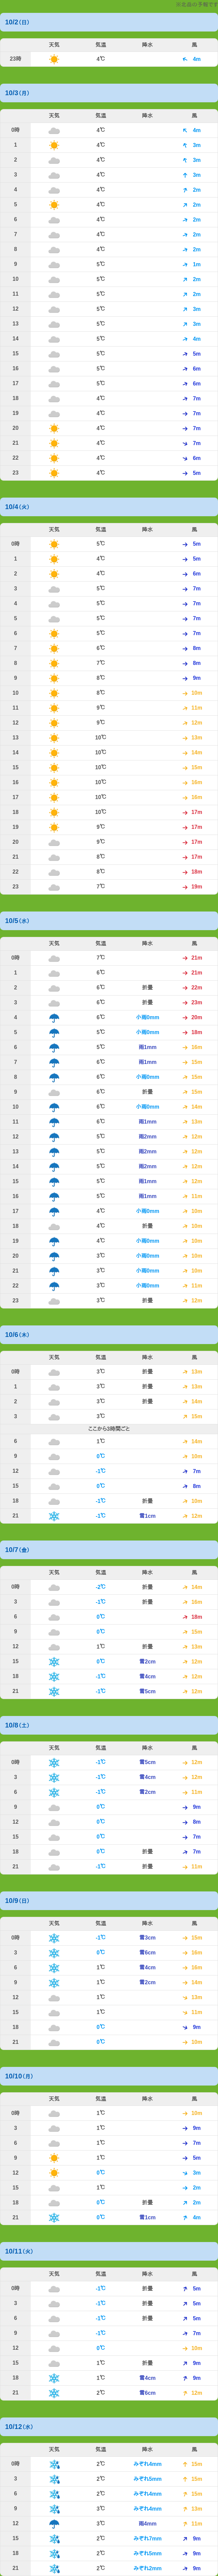 10/2(日)
天気 気温 降水 風
23時 4℃ 4m
10/3(月)
天気 気温 降水 風
0時 4℃ 4m
1 4℃ 3m
2 4℃ 3m
3 4℃ 3m
4 4℃ 2m
5 4℃ 2m
6 4℃ 2m
7 4℃ 2m
8 4℃ 2m
9 5℃ 1m
10 5℃ 2m
11 5℃ 2m
12 5℃ 3m
13 5℃ 3m
14 5℃ 4m
15 5℃ 5m
16 5℃ 6m
17 5℃ 6m
18 4℃ 7m
19 4℃ 7m
20 4℃ 7m
21 4℃ 7m
22 4℃ 6m
23 4℃ 5m
10/4(火)
天気 気温 降水 風
0時 5℃ 5m
1 4℃ 5m
2 4℃ 6m
3 5℃ 7m
4 5℃ 7m
5 5℃ 7m
6 5℃ 7m
7 6℃ 8m
8 7℃ 8m
9 8℃ 9m
10 8℃ 10m
11 9℃ 11m
12 9℃ 12m
13 10℃ 13m
14 10℃ 14m
15 10℃ 15m
16 10℃ 16m
17 10℃ 16m
18 10℃ 17m
19 9℃ 17m
20 9℃ 17m
21 8℃ 17m
22 8℃ 18m
23 7℃ 19m
10/5(水)
天気 気温 降水 風
0時 7℃ 21m
1 6℃ 21m
2 6℃ 折曇 22m
3 6℃ 折曇 23m
4 6℃ 小雨0mm 20m
5 6℃ 小雨0mm 18m
6 5℃ 雨1mm 16m
7 6℃ 雨1mm 15m
8 6℃ 小雨0mm 15m
9 6℃ 折曇 15m
10 6℃ 小雨0mm 14m
11 6℃ 雨1mm 13m
12 5℃ 雨2mm 12m
13 5℃ 雨2mm 12m
14 5℃ 雨2mm 12m
15 5℃ 雨1mm 12m
16 5℃ 雨1mm 11m
17 4℃ 小雨0mm 10m
18 4℃ 折曇 10m
19 4℃ 小雨0mm 10m
20 3℃ 小雨0mm 10m
21 3℃ 小雨0mm 10m
22 3℃ 小雨0mm 11m
23 3℃ 折曇 12m
10/6(木)
天気 気温 降水 風
0時 3℃ 折曇 13m
1 3℃ 折曇 13m
2 3℃ 折曇 14m
3 3℃ 15m
ここから3時間ごと
6 1℃ 14m
9 0℃ 10m
12 -1℃ 7m
15 0℃ 8m
18 -1℃ 折曇 10m
21 -1℃ 雪1cm 12m
10/7(金)
天気 気温 降水 風
0時 -2℃ 折曇 14m
3 -1℃ 折曇 16m
6 0℃ 18m
9 0℃ 15m
12 1℃ 折曇 13m
15 0℃ 雪2cm 12m
18 -1℃ 雪4cm 12m
21 -1℃ 雪5cm 12m
10/8(土)
天気 気温 降水 風
0時 -1℃ 雪5cm 12m
3 -1℃ 雪4cm 12m
6 -1℃ 雪2cm 11m
9 0℃ 9m
12 0℃ 8m
15 0℃ 7m
18 0℃ 折曇 7m
21 -1℃ 折曇 11m
10/9(日)
天気 気温 降水 風
0時 -1℃ 雪3cm 15m
3 0℃ 雪6cm 16m
6 1℃ 雪4cm 16m
9 1℃ 雪2cm 14m
12 1℃ 13m
15 1℃ 11m
18 0℃ 9m
21 0℃ 10m
10/10(月)
天気 気温 降水 風
0時 1℃ 10m
3 1℃ 9m
6 1℃ 7m
9 1℃ 5m
12 0℃ 3m
15 1℃ 2m
18 0℃ 折曇 2m
21 0℃ 雪1cm 4m
10/11(火)
天気 気温 降水 風
0時 -1℃ 折曇 5m
3 -1℃ 折曇 5m
6 -1℃ 折曇 5m
9 -1℃ 7m
12 0℃ 10m
15 1℃ 折曇 9m
18 1℃ 雪4cm 9m
21 2℃ 雪6cm 12m
10/12(水)
天気 気温 降水 風
0時 2℃ みぞれ4mm 15m
3 2℃ みぞれ5mm 15m
6 2℃ みぞれ4mm 15m
9 3℃ みぞれ4mm 13m
12 3℃ 雨4mm 11m
15 2℃ みぞれ7mm 9m
18 2℃ みぞれ5mm 9m
21 2℃ みぞれ2mm 9m